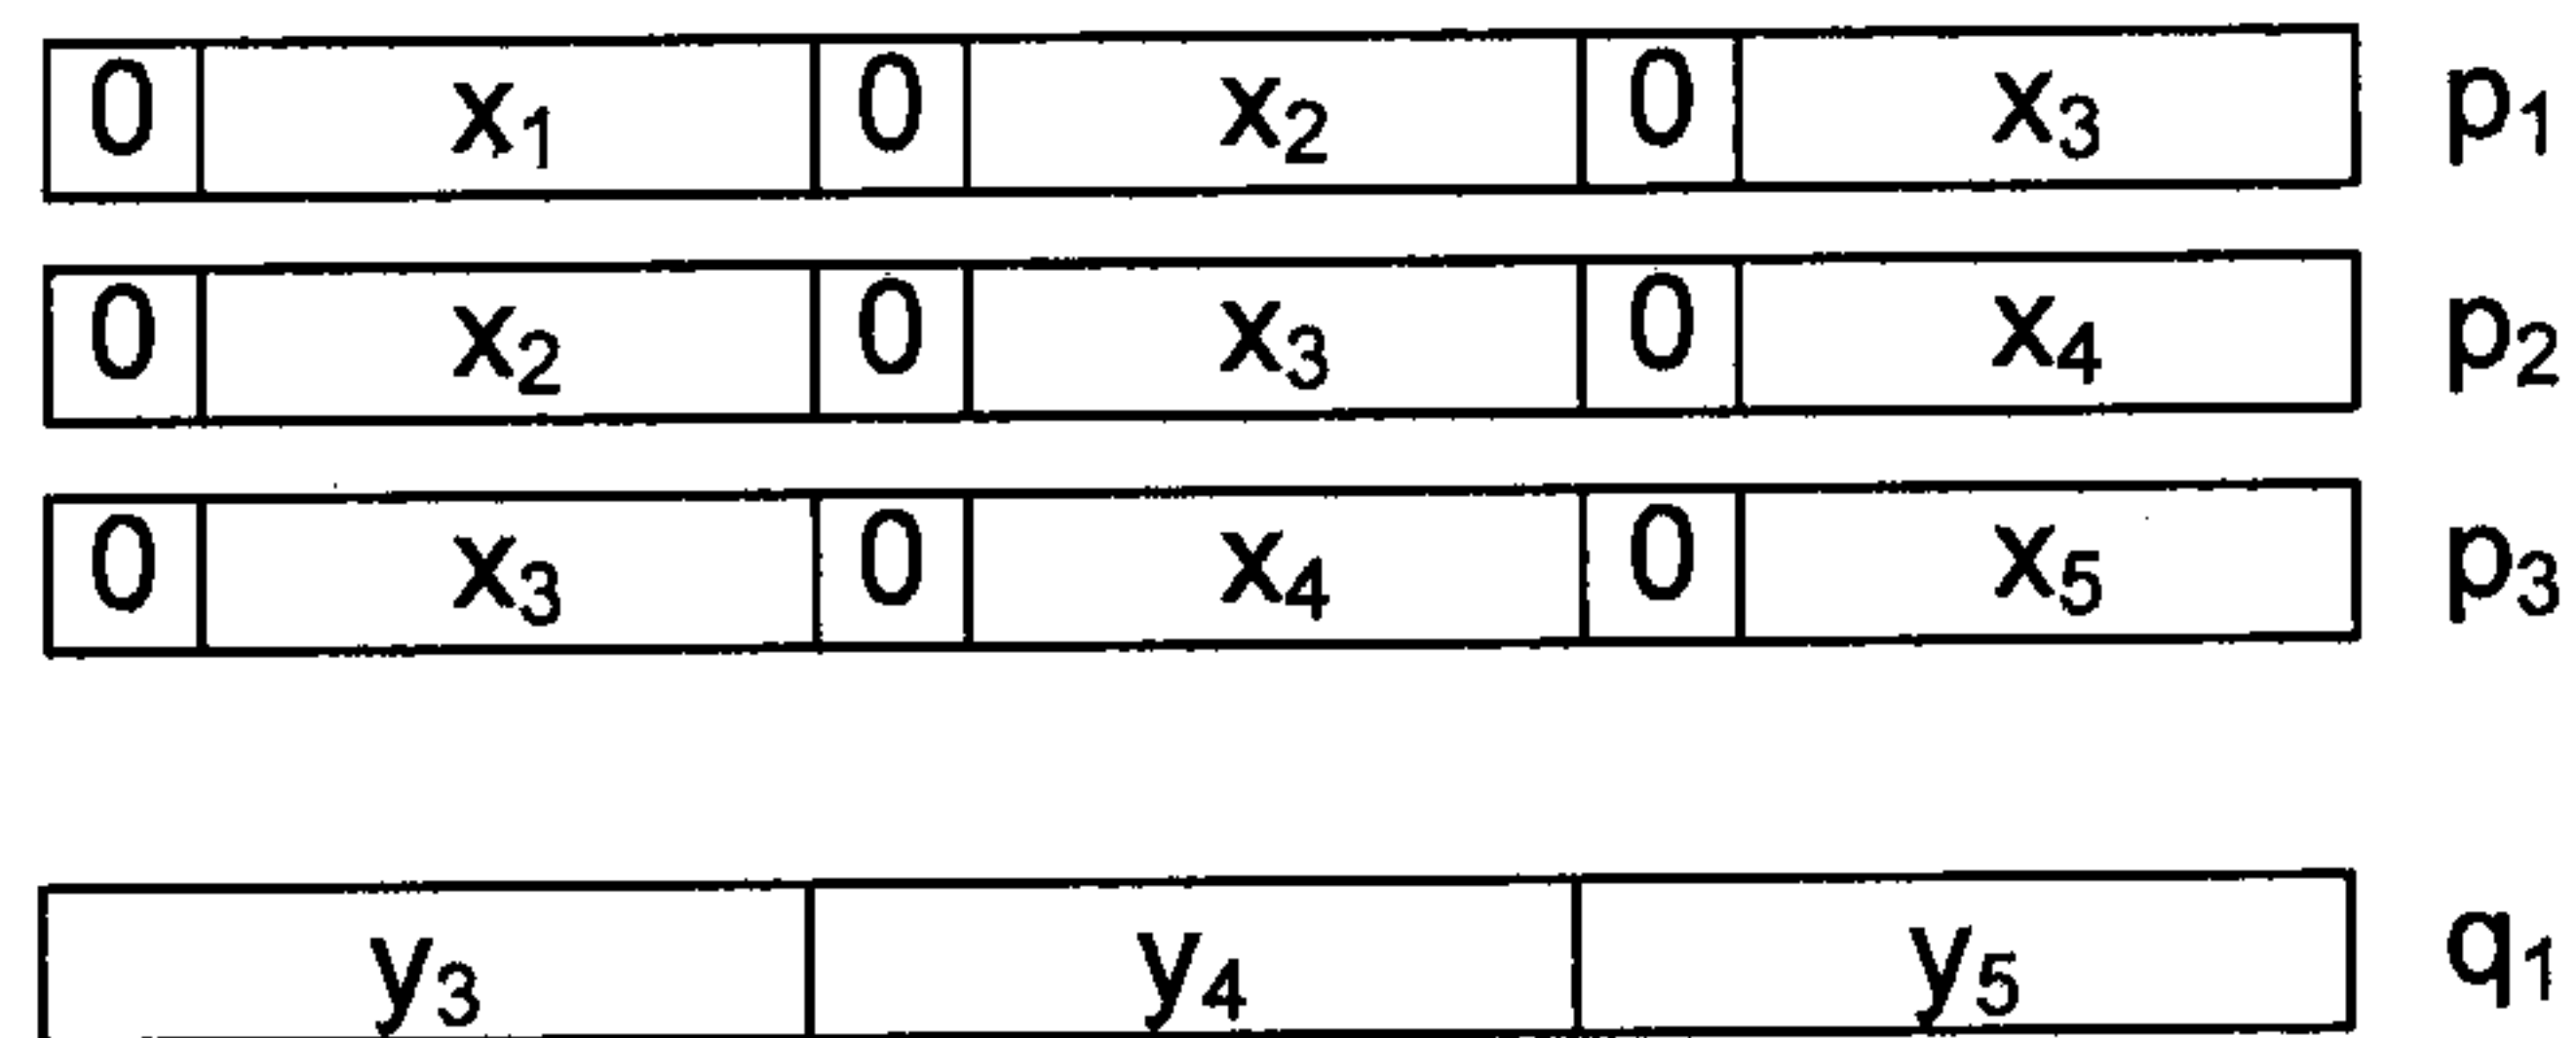 0 x₁ 0 x₂ 0 x₃ p₁
0 x₂ 0 x₃ 0 x₄ p₂
0 x₃ 0 x₄ 0 x₅ p₃
y₃ y₄ y₅ q₁